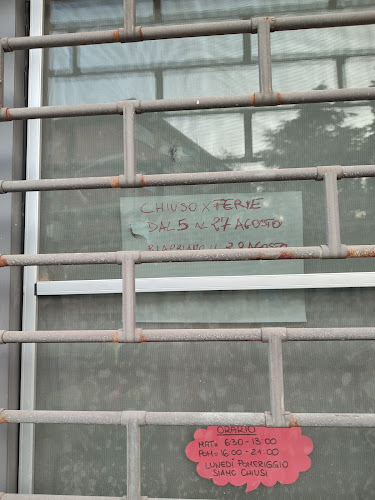 CHIUSO X FERIE
DAL 5 AL 27 AGOSTO
RIAPRIAMO IL 28 AGOSTO
ORARIO
MAT= 6:30-13:00
POM=16:00-21:00
LUNEDÌ POMERIGGIO
SIAMO CHIUSI